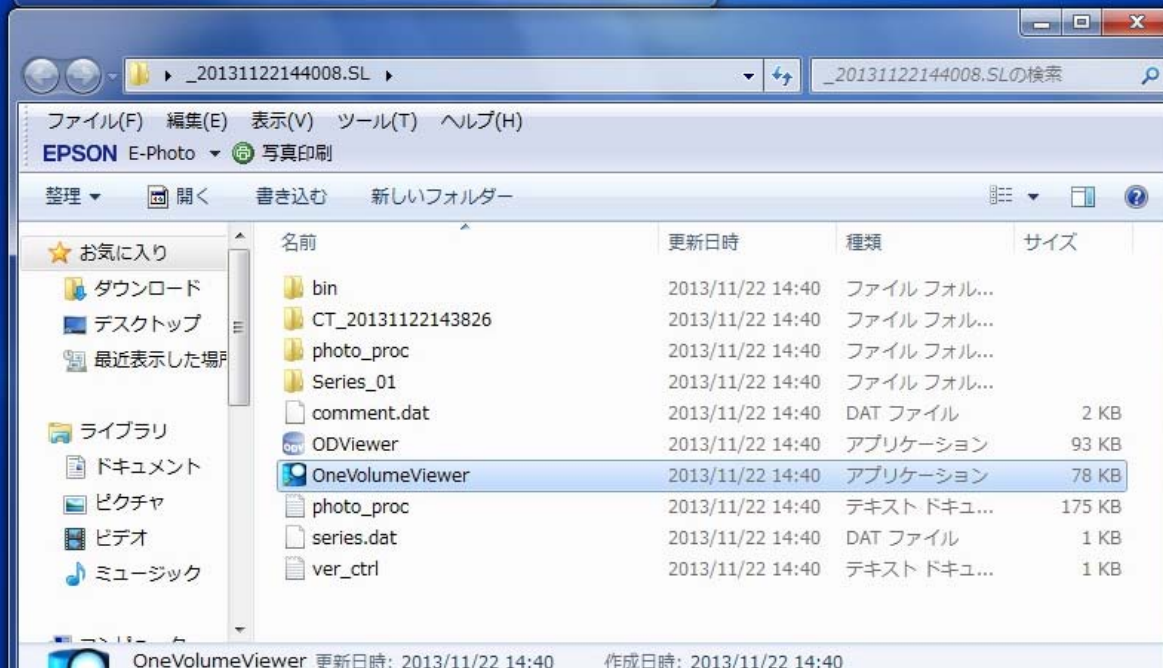 _20131122144008.SL
_20131122144008.SLの検索
ファイル(F) 編集(E) 表示(V) ツール(T) ヘルプ(H)
EPSON E-Photo 写真印刷
整理 開く 書き込む 新しいフォルダー
お気に入り
ダウンロード
デスクトップ
最近表示した場所
ライブラリ
ドキュメント
ピクチャ
ビデオ
ミュージック
名前 更新日時 種類 サイズ
bin 2013/11/22 14:40 ファイル フォル...
CT_20131122143826 2013/11/22 14:40 ファイル フォル...
photo_proc 2013/11/22 14:40 ファイル フォル...
Series_01 2013/11/22 14:40 ファイル フォル...
comment.dat 2013/11/22 14:40 DAT ファイル 2 KB
ODViewer 2013/11/22 14:40 アプリケーション 93 KB
OneVolumeViewer 2013/11/22 14:40 アプリケーション 78 KB
photo_proc 2013/11/22 14:40 テキスト ドキュ... 175 KB
series.dat 2013/11/22 14:40 DAT ファイル 1 KB
ver_ctrl 2013/11/22 14:40 テキスト ドキュ... 1 KB
OneVolumeViewer 更新日時: 2013/11/22 14:40 作成日時: 2013/11/22 14:40